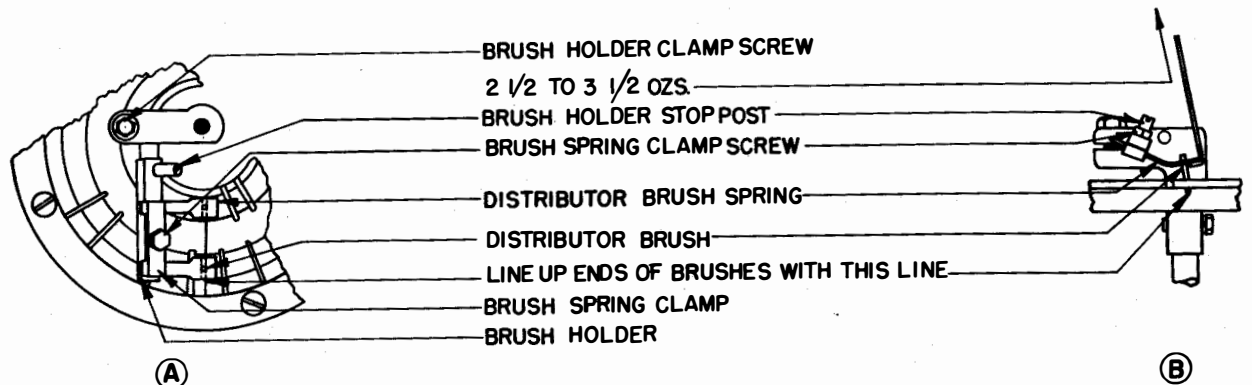 BRUSH HOLDER CLAMP SCREW
2 1/2 TO 3 1/2 OZS.
BRUSH HOLDER STOP POST
BRUSH SPRING CLAMP SCREW
DISTRIBUTOR BRUSH SPRING
DISTRIBUTOR BRUSH
LINE UP ENDS OF BRUSHES WITH THIS LINE
BRUSH SPRING CLAMP
BRUSH HOLDER
A
B